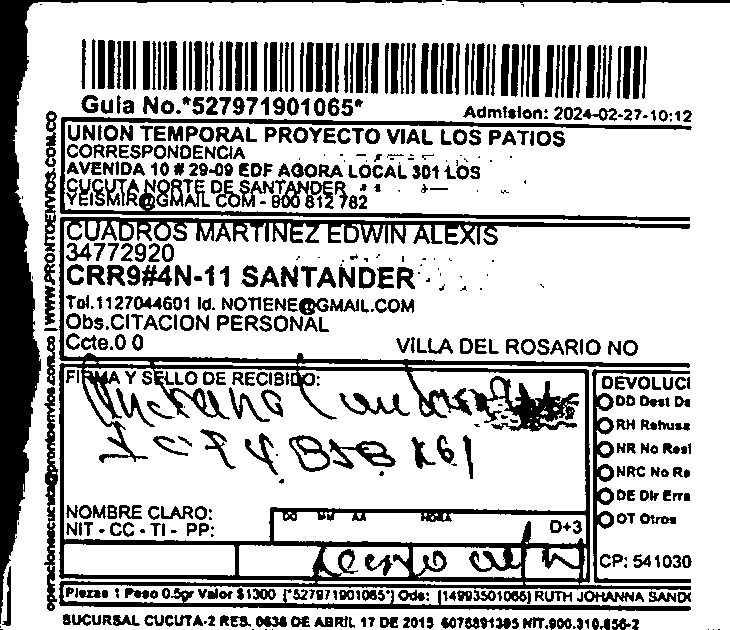 Guia No.*527971901065*
Admision: 2024-02-27-10:12
UNION TEMPORAL PROYECTO VIAL LOS PATIOS
CORRESPONDENCIA
AVENIDA 10 # 29-09 EDF AGORA LOCAL 301 LOS
CUCUTA NORTE DE SANTANDER
YEISMIR@GMAIL COM - 900 812 782
CUADROS MARTINEZ EDWIN ALEXIS
34772920
CRR9#4N-11 SANTANDER
Tel.1127044601 Id. NOTIENE@GMAIL.COM
Obs.CITACION PERSONAL
Ccte.0 0
VILLA DEL ROSARIO NO
FIRMA Y SELLO DE RECIBIDO:
NOMBRE CLARO:
NIT - CC - TI - PP:
DD MM AA HORA
D+3
DEVOLUCI
DD Dest De
RH Rehusa
NR No Resi
NRC No Re
DE Dir Erra
OT Otros
CP: 541030
Piezas 1 Peso 0.5gr Valor $1300 [*527971901065*] Ods: [14993501066] RUTH JOHANNA SAND
SUCURSAL CUCUTA-2 RES. 0636 DE ABRIL 17 DE 2015 6075891395 NIT.900.310.856-2
operacionescucuta@prontoenvios.com.co | WWW.PRONTOENVIOS.COM.CO